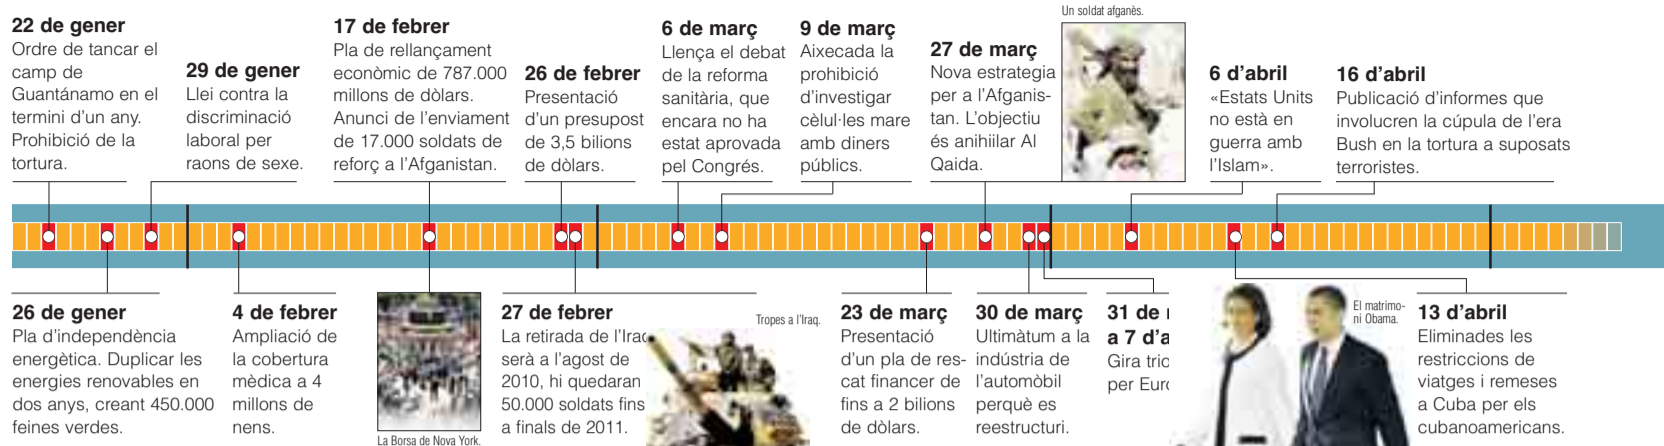 22 de gener
Ordre de tancar el
camp de
Guantánamo en el
termini d'un any.
Prohibició de la
tortura.
29 de gener
Llei contra la
discriminació
laboral per
raons de sexe.
17 de febrer
Pla de rellançament
econòmic de 787.000
millons de dòlars.
Anunci de l'enviament
de 17.000 soldats de
reforç a l'Afganistan.
26 de febrer
Presentació
d'un presupost
de 3,5 bilions
de dòlars.
6 de març
Llença el debat
de la reforma
sanitària, que
encara no ha
estat aprovada
pel Congrés.
9 de març
Aixecada la
prohibició
d'investigar
cèl·les mare
amb diners
públics.
27 de març
Nova estrategia
per a l'Afganis-
tan. L'objectiu
és anihiilar Al
Qaida.
Un soldat afganès.
6 d'abril
«Estats Units
no està en
guerra amb
l'Islam».
16 d'abril
Publicació d'informes que
involucren la cúpula de l'era
Bush en la tortura a suposats
terroristes.
26 de gener
Pla d'independència
energètica. Duplicar les
energies renovables en
dos anys, creant 450.000
feines verdes.
4 de febrer
Ampliació de
la cobertura
mèdica a 4
millons de
nens.
La Borsa de Nova York.
27 de febrer
La retirada de l'Iraq
serà a l'agost de
2010, hi quedaran
50.000 soldats fins
a finals de 2011.
Tropes a l'Iraq.
23 de març
Presentació
d'un pla de res-
cat financer de
fins a 2 bilions
de dòlars.
30 de març
Ultimàtum a la
indústria de
l'automòbil
perquè es
reestructuri.
31 de
a 7
Gira
per
El matrimo-
ni Obama.
13 d'abril
Eliminades les
restriccions de
viatges i remeses
a Cuba per els
cubanoamericans.